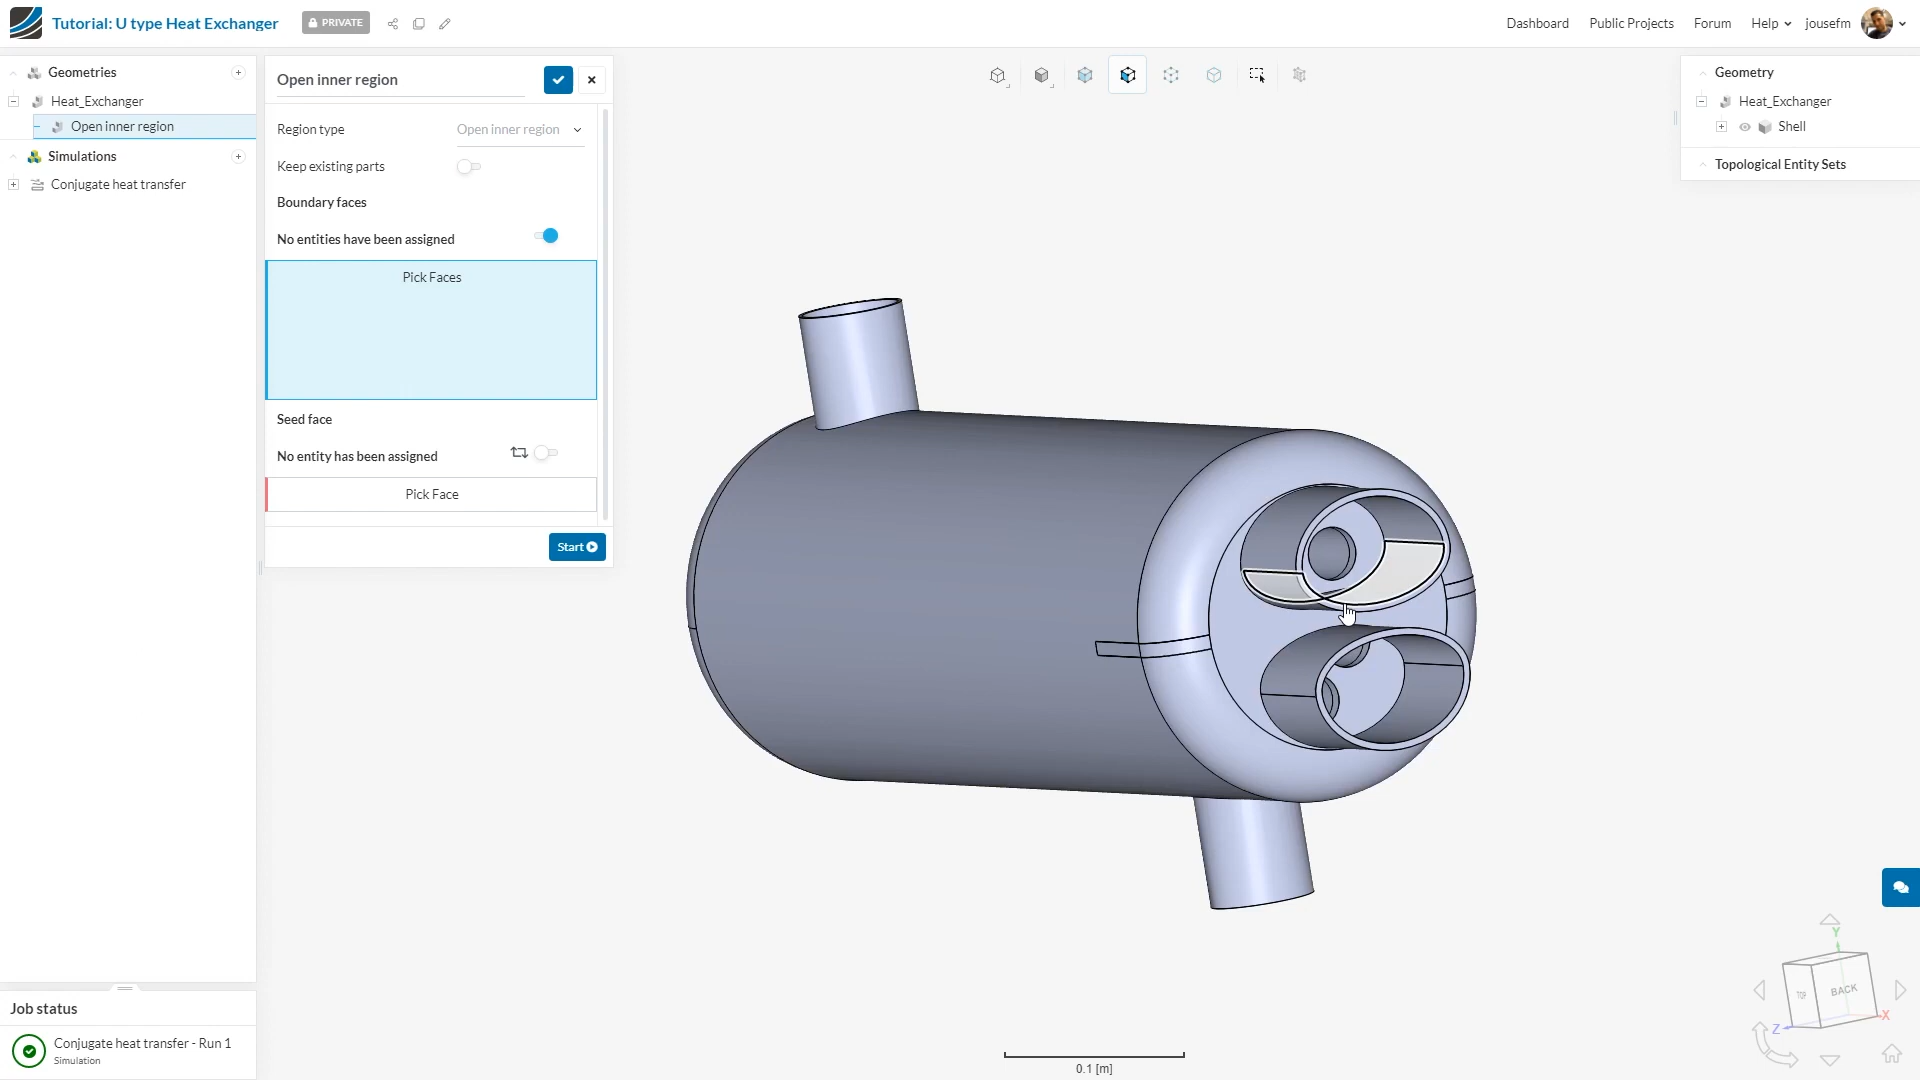 Tutorial: U type Heat Exchanger
PRIVATE
Dashboard
Public Projects
Forum
Help
jousefm
Geometries
Heat_Exchanger
Open inner region
Simulations
Conjugate heat transfer
Open inner region
Region type
Open inner region
Keep existing parts
Boundary faces
No entities have been assigned
Pick Faces
Seed face
No entity has been assigned
Pick Face
Start
Geometry
Heat_Exchanger
Shell
Topological Entity Sets
Job status
Conjugate heat transfer - Run 1
Simulation
0.1 [m]
Y
TOP
BACK
Z
X